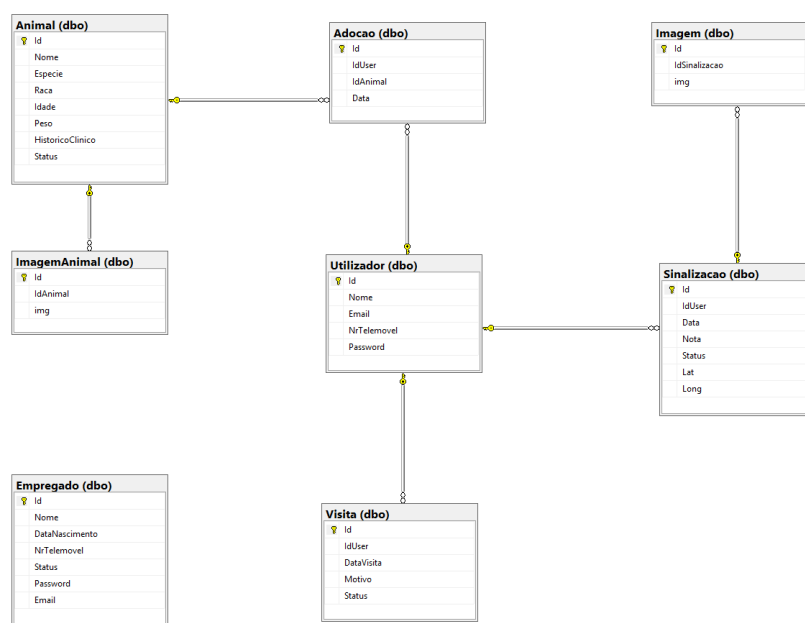 Animal (dbo)
Id
Nome
Especie
Raca
Idade
Peso
HistoricoClinico
Status
Adocao (dbo)
Id
IdUser
IdAnimal
Data
Imagem (dbo)
Id
IdSinalizacao
img
ImagemAnimal (dbo)
Id
IdAnimal
img
Utilizador (dbo)
Id
Nome
Email
NrTelemovel
Password
Sinalizacao (dbo)
Id
IdUser
Data
Nota
Status
Lat
Long
Empregado (dbo)
Id
Nome
DataNascimento
NrTelemovel
Status
Password
Email
Visita (dbo)
Id
IdUser
DataVisita
Motivo
Status